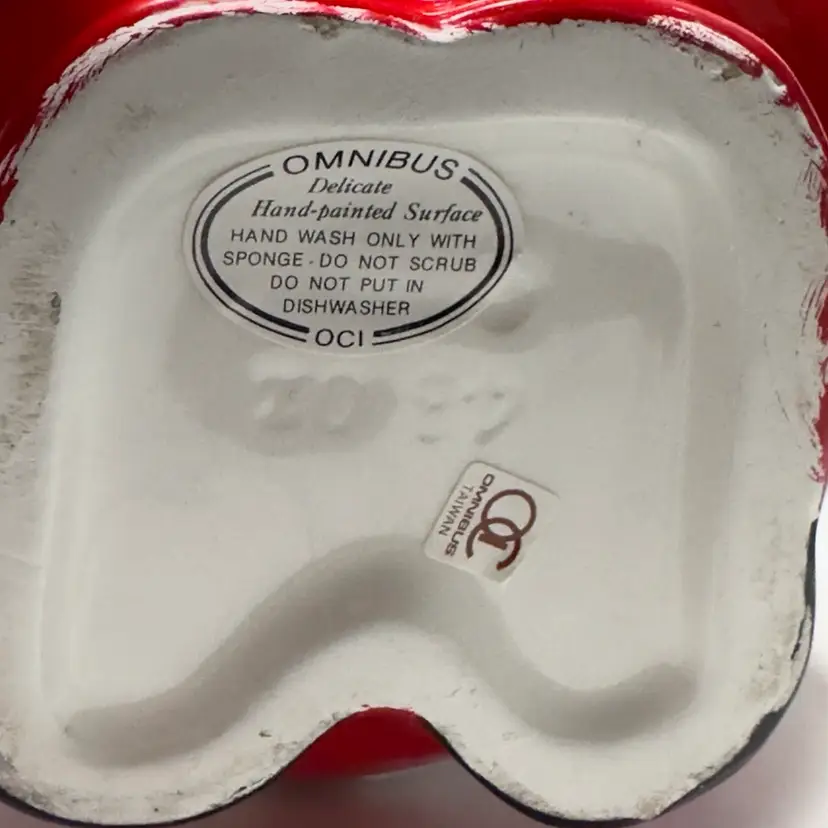 OMNIBUS
Delicate
Hand-painted Surface
HAND WASH ONLY WITH
SPONGE - DO NOT SCRUB
DO NOT PUT IN
DISHWASHER
OCI
OMNIBUS
TAIWAN